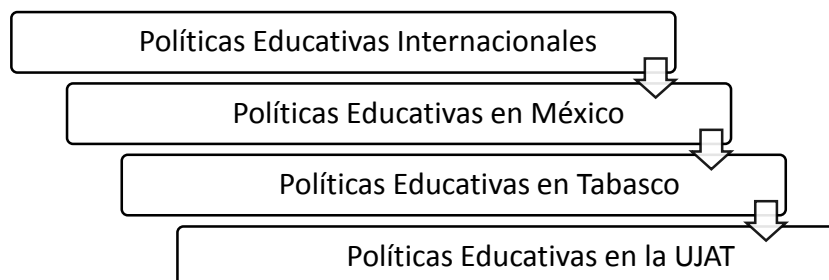 Políticas Educativas Internacionales
Políticas Educativas en México
Políticas Educativas en Tabasco
Políticas Educativas en la UJAT